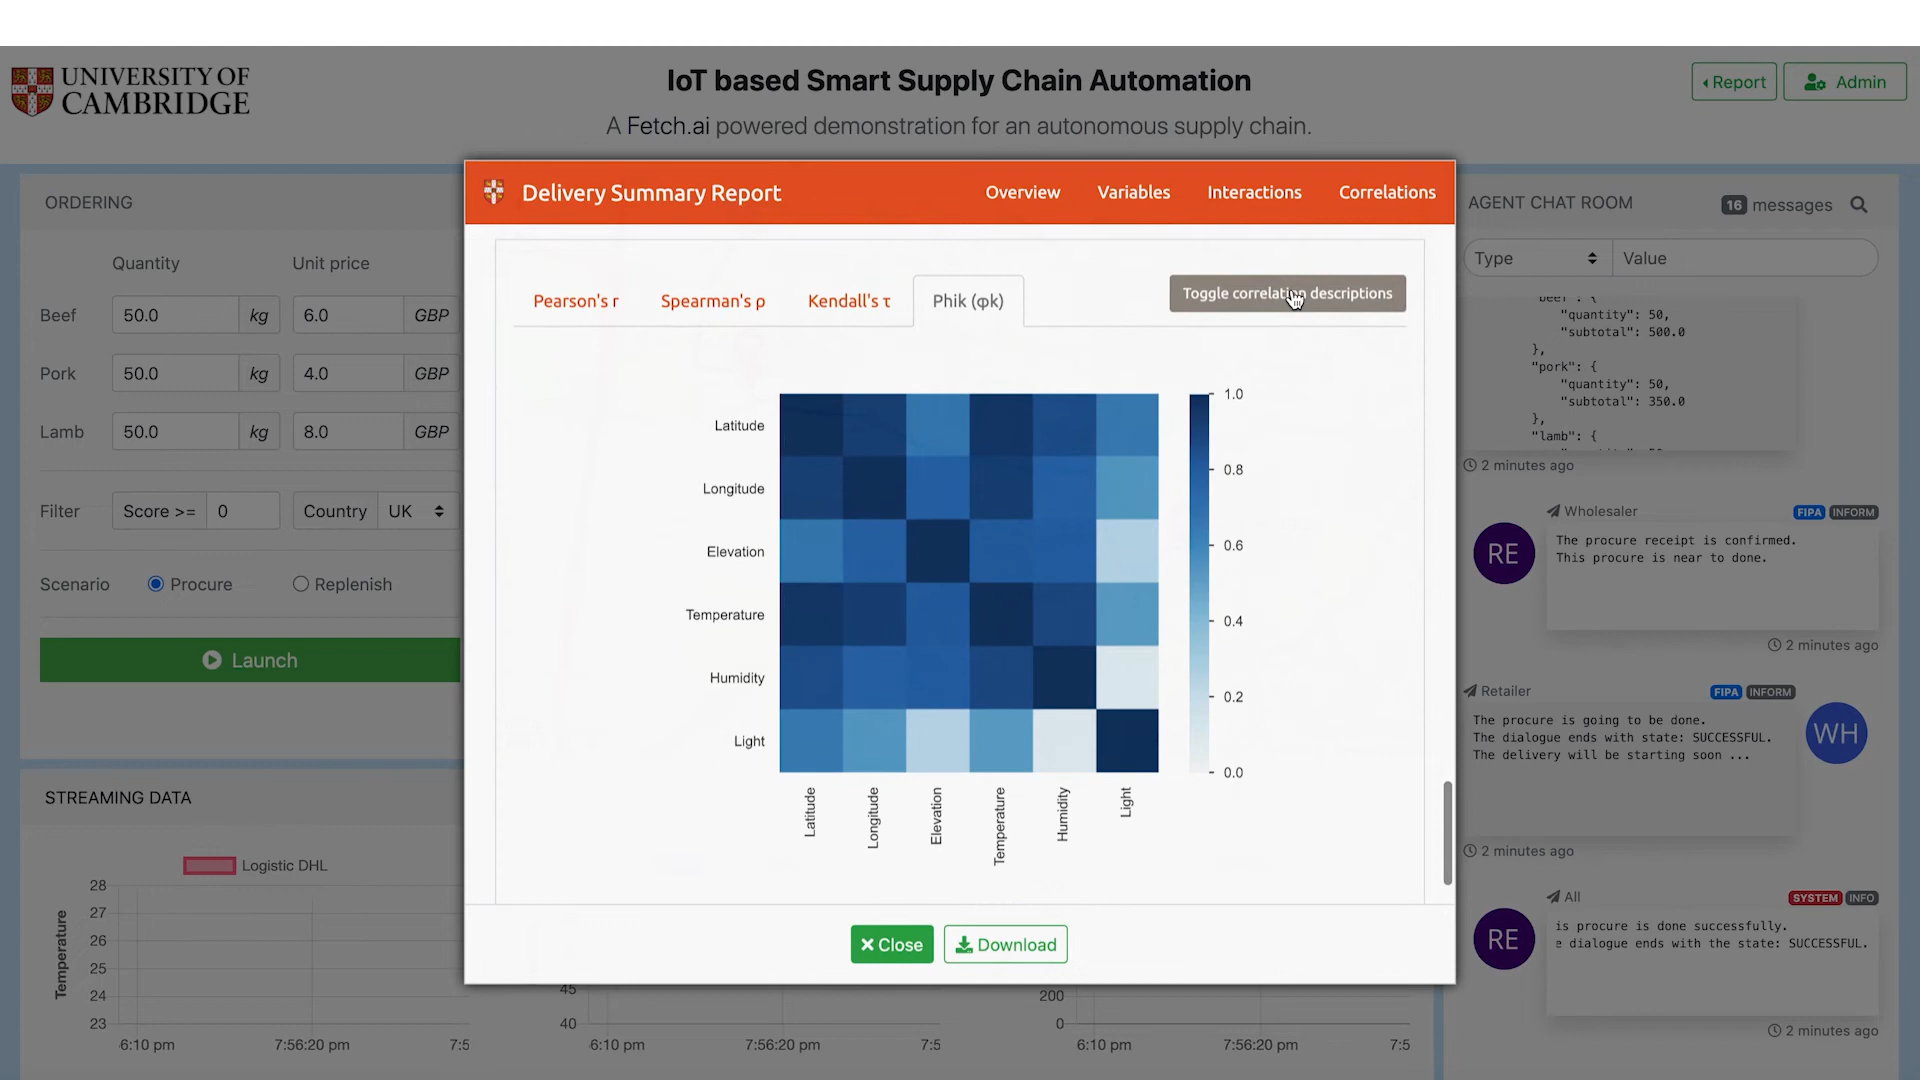 UNIVERSITY OF
CAMBRIDGE
IoT based Smart Supply Chain Automation
A Fetch.ai powered demonstration for an autonomous supply chain.
Report
Admin
ORDERING
Quantity
Unit price
Beef
50.0
kg
6.0
GBP
Pork
50.0
kg
4.0
GBP
Lamb
50.0
kg
8.0
GBP
Filter
Score >=
0
Country
UK
Scenario
Procure
Replenish
Launch
STREAMING DATA
Logistic DHL
Temperature
28
27
26
25
24
23
6:10 pm
7:56:20 pm
7:5
45
40
6:10 pm
7:56:20 pm
7:5
200
0
6:10 pm
7:56:20 pm
7:5
Delivery Summary Report
Overview
Variables
Interactions
Correlations
Pearson's r
Spearman's ρ
Kendall's τ
Phik (φk)
Toggle correlation descriptions
Latitude
Longitude
Elevation
Temperature
Humidity
Light
Latitude
Longitude
Elevation
Temperature
Humidity
Light
1.0
0.8
0.6
0.4
0.2
0.0
Close
Download
AGENT CHAT ROOM
16 messages
Type
Value
"quantity": 50,
"subtotal": 500.0
},
"pork": {
"quantity": 50,
"subtotal": 350.0
},
"lamb": {
2 minutes ago
Wholesaler
FIPA INFORM
RE
The procure receipt is confirmed.
This procure is near to done.
2 minutes ago
Retailer
FIPA INFORM
The procure is going to be done.
The dialogue ends with state: SUCCESSFUL.
The delivery will be starting soon ...
WH
2 minutes ago
All
SYSTEM INFO
RE
is procure is done successfully.
e dialogue ends with the state: SUCCESSFUL.
2 minutes ago